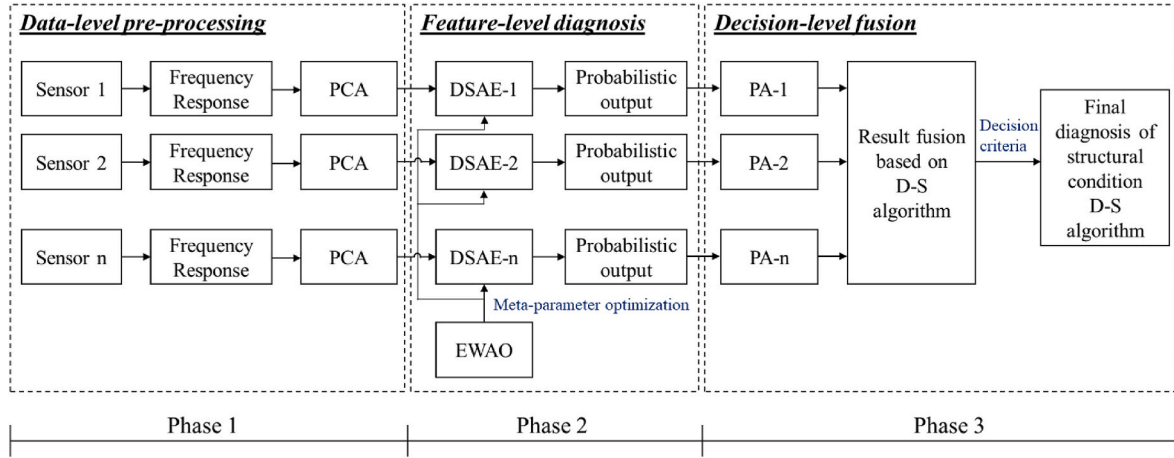 Data-level pre-processing
Feature-level diagnosis
Decision-level fusion
Sensor 1
Frequency
Response
PCA
DSAE-1
Probabilistic
output
PA-1
Sensor 2
Frequency
Response
PCA
DSAE-2
Probabilistic
output
PA-2
Sensor n
Frequency
Response
PCA
DSAE-n
Probabilistic
output
PA-n
Meta-parameter optimization
EWAO
Result fusion
based on
D-S
algorithm
Decision
criteria
Final
diagnosis of
structural
condition
D-S
algorithm
Phase 1
Phase 2
Phase 3